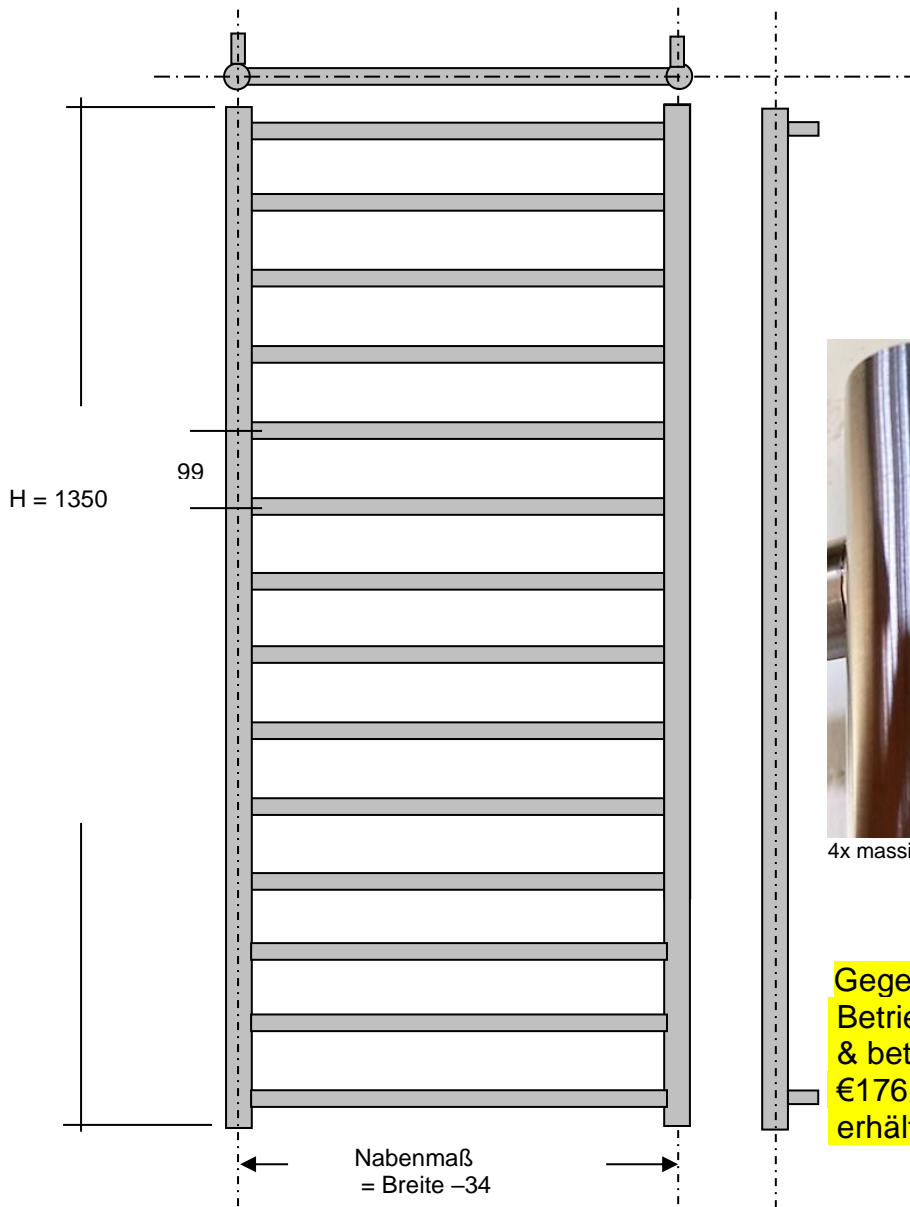 99
H = 1350
4x massi
Gege
Betrie
& bet
€176
erhäl
Nabenmaß
= Breite –34